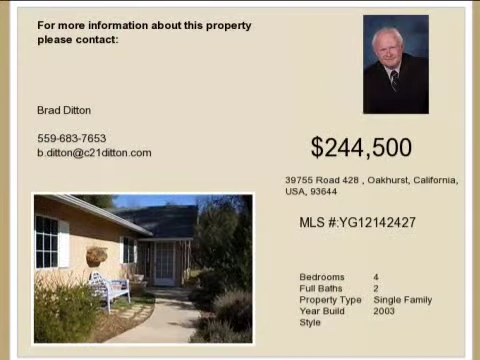 For more information about this property
please contact:
Brad Ditton
559-683-7653
b.ditton@c21ditton.com
$244,500
39755 Road 428 , Oakhurst, California,
USA, 93644
MLS #:YG12142427
Bedrooms 4
Full Baths 2
Property Type Single Family
Year Build 2003
Style